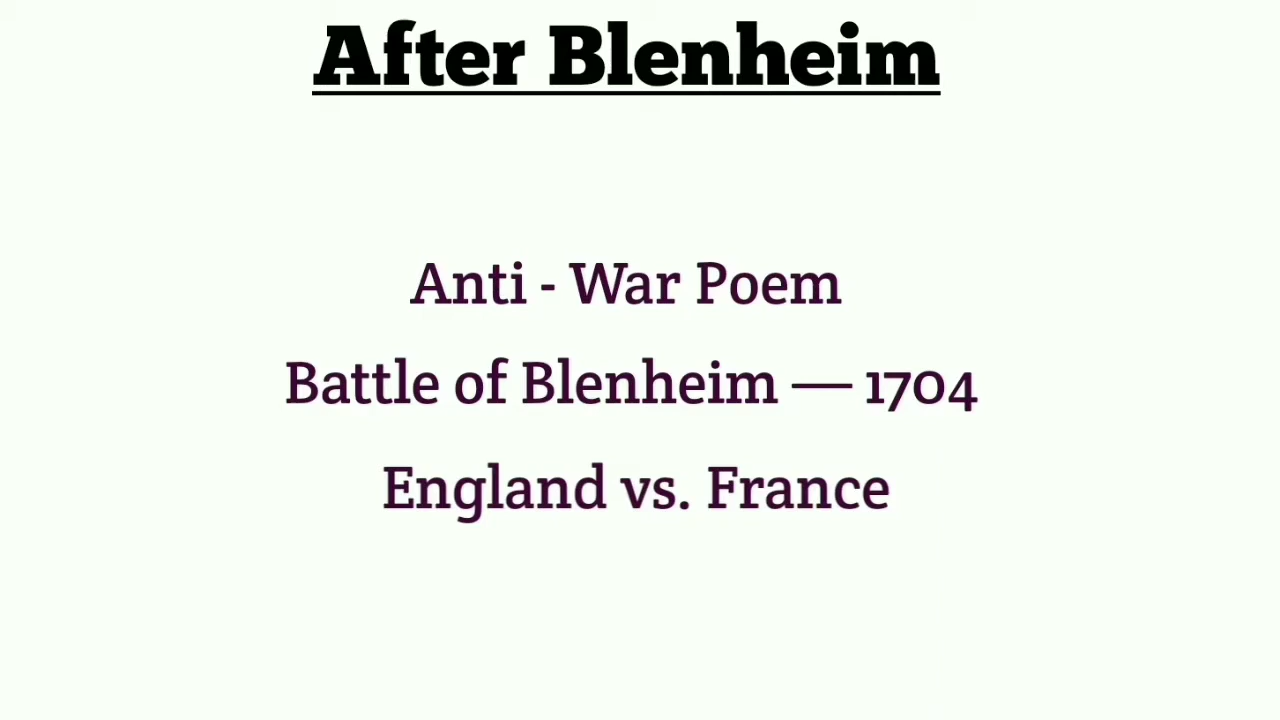 After Blenheim
Anti - War Poem
Battle of Blenheim — 1704
England vs. France